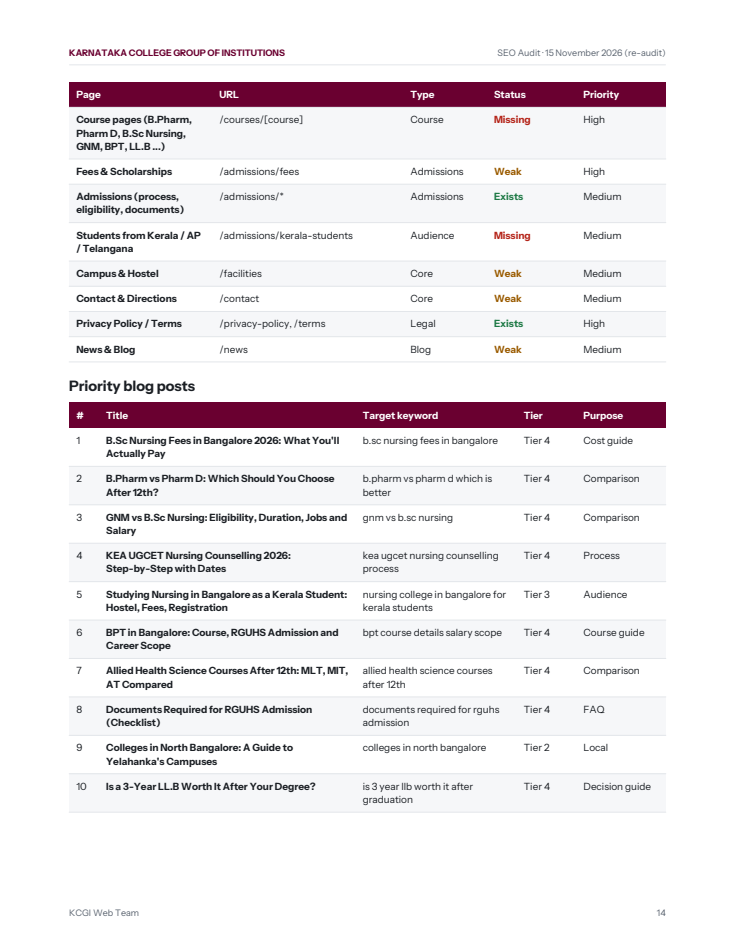 KARNATAKA COLLEGE GROUP OF INSTITUTIONS
SEO Audit · 15 November 2026 (re-audit)
Page URL Type Status Priority
Course pages (B.Pharm, /courses/[course] Course Missing High
Pharm D, B.Sc Nursing,
GNM, BPT, LL.B ...)
Fees & Scholarships /admissions/fees Admissions Weak High
Admissions (process, /admissions/* Admissions Exists Medium
eligibility, documents)
Students from Kerala / AP /admissions/kerala-students Audience Missing Medium
/ Telangana
Campus & Hostel /facilities Core Weak Medium
Contact & Directions /contact Core Weak Medium
Privacy Policy / Terms /privacy-policy, /terms Legal Exists High
News & Blog /news Blog Weak Medium
Priority blog posts
# Title Target keyword Tier Purpose
1 B.Sc Nursing Fees in Bangalore 2026: What You'll b.sc nursing fees in bangalore Tier 4 Cost guide
Actually Pay
2 B.Pharm vs Pharm D: Which Should You Choose b.pharm vs pharm d which is Tier 4 Comparison
After 12th? better
3 GNM vs B.Sc Nursing: Eligibility, Duration, Jobs and gnm vs b.sc nursing Tier 4 Comparison
Salary
4 KEA UGCET Nursing Counselling 2026: kea ugcet nursing counselling Tier 4 Process
Step-by-Step with Dates process
5 Studying Nursing in Bangalore as a Kerala Student: nursing college in bangalore for Tier 3 Audience
Hostel, Fees, Registration kerala students
6 BPT in Bangalore: Course, RGUHS Admission and bpt course details salary scope Tier 4 Course guide
Career Scope
7 Allied Health Science Courses After 12th: MLT, MIT, allied health science courses Tier 4 Comparison
AT Compared after 12th
8 Documents Required for RGUHS Admission documents required for rguhs Tier 4 FAQ
(Checklist) admission
9 Colleges in North Bangalore: A Guide to colleges in north bangalore Tier 2 Local
Yelahanka's Campuses
10 Is a 3-Year LL.B Worth It After Your Degree? is 3 year llb worth it after Tier 4 Decision guide
graduation
KCGI Web Team
14